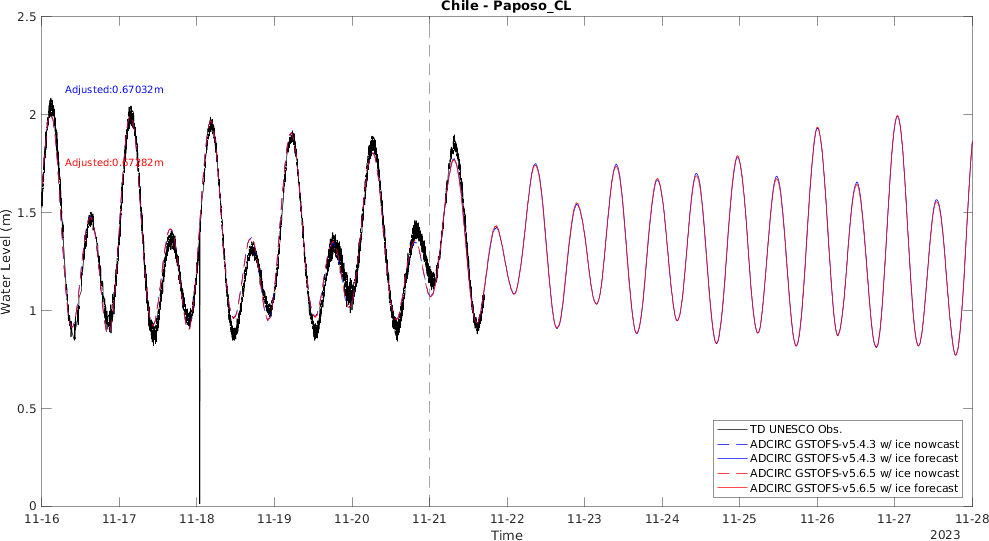 Chile - Paposo_CL
2.5
2
1.5
1
0.5
0
Water Level (m)
Adjusted:0.67032m
Adjusted:0.67282m
TD UNESCO Obs.
ADCIRC GSTOFS-v5.4.3 w/ ice nowcast
ADCIRC GSTOFS-v5.4.3 w/ ice forecast
ADCIRC GSTOFS-v5.6.5 w/ ice nowcast
ADCIRC GSTOFS-v5.6.5 w/ ice forecast
11-16 11-17 11-18 11-19 11-20 11-21 11-22 11-23 11-24 11-25 11-26 11-27 11-28
Time
2023